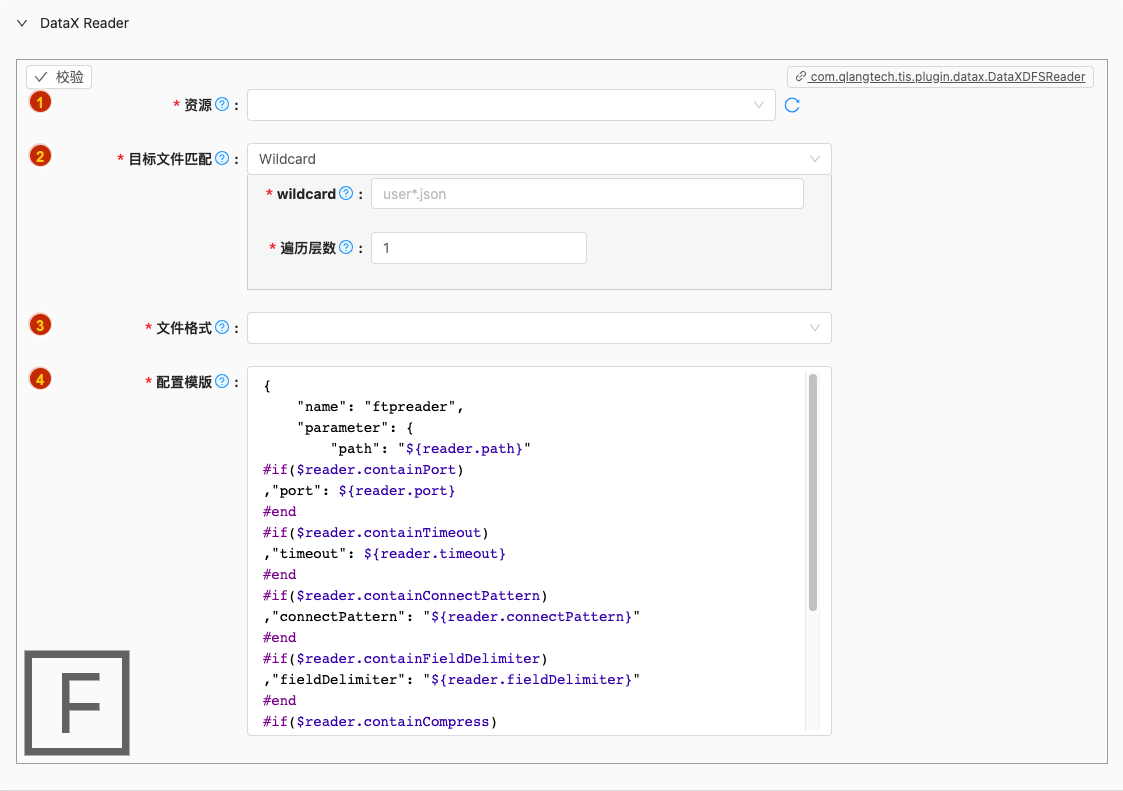 DataX Reader
校验
com.qlangtech.tis.plugin.datax.DataXDFSReader
1 * 资源 ? :
2 * 目标文件匹配 ? : Wildcard
* wildcard ? : user*.json
* 遍历层数 ? : 1
3 * 文件格式 ? :
4 * 配置模版 ? :
{
"name": "ftpreader",
"parameter": {
"path": "${reader.path}"
#if($reader.containPort)
,"port": ${reader.port}
#end
#if($reader.containTimeout)
,"timeout": ${reader.timeout}
#end
#if($reader.containConnectPattern)
,"connectPattern": "${reader.connectPattern}"
#end
#if($reader.containFieldDelimiter)
,"fieldDelimiter": "${reader.fieldDelimiter}"
#end
#if($reader.containCompress)
F